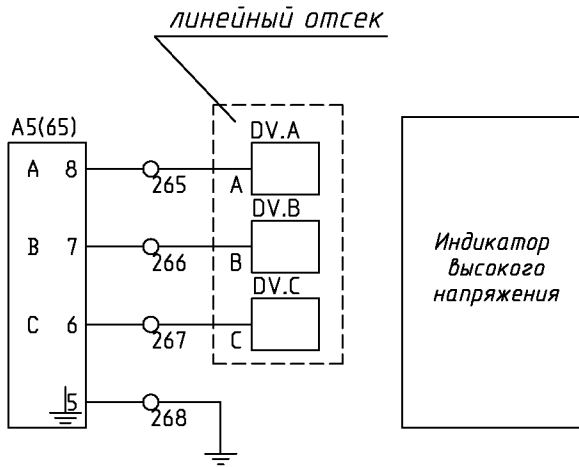 линейный отсек
A5(65)
DV.A
A 8
265
A
DV.B
B 7
266
B
DV.C
C 6
267
C
5
268
Индикатор
высокого
напряжения